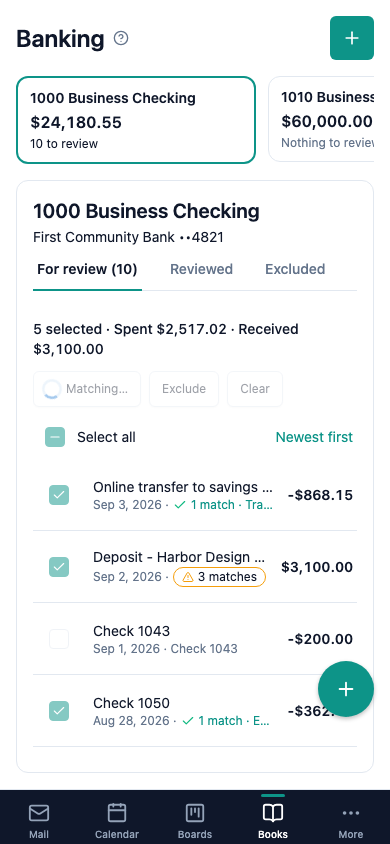 Banking
1000 Business Checking
$24,180.55
10 to review
1010 Business
$60,000.00
Nothing to review
1000 Business Checking
First Community Bank ••4821
For review (10)
Reviewed
Excluded
5 selected · Spent $2,517.02 · Received
$3,100.00
Matching...
Exclude
Clear
Select all
Newest first
Online transfer to savings ...
-$868.15
Sep 3, 2026 · 1 match · Tra...
Deposit - Harbor Design ...
$3,100.00
Sep 2, 2026 · 3 matches
Check 1043
-$200.00
Sep 1, 2026 · Check 1043
Check 1050
-$362.
Aug 28, 2026 · 1 match · E...
Mail
Calendar
Boards
Books
More